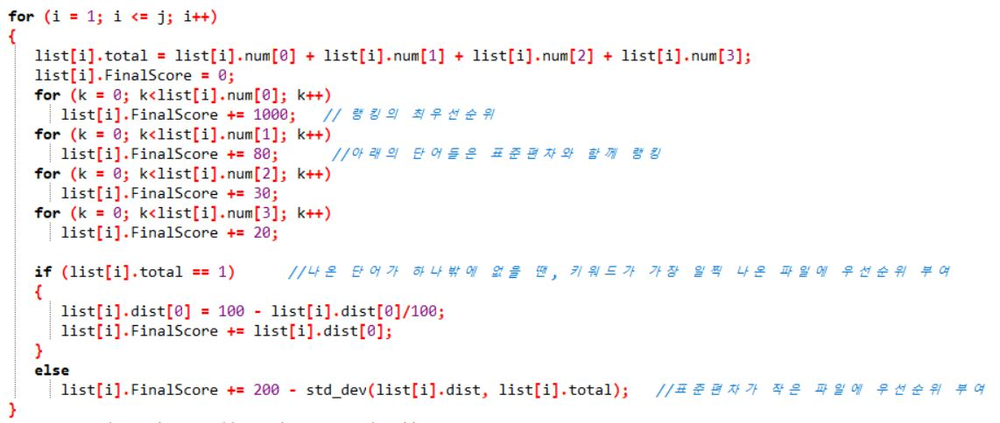 for (i = 1; i <= j; i++)
{
list[i].total = list[i].num[0] + list[i].num[1] + list[i].num[2] + list[i].num[3];
list[i].FinalScore = 0;
for (k = 0; k<list[i].num[0]; k++)
list[i].FinalScore += 1000; // 랭킹의 최우선순위
for (k = 0; k<list[i].num[1]; k++)
list[i].FinalScore += 80; //아래의 단어들은 표준편차와 함께 랭킹
for (k = 0; k<list[i].num[2]; k++)
list[i].FinalScore += 30;
for (k = 0; k<list[i].num[3]; k++)
list[i].FinalScore += 20;
if (list[i].total == 1) //나온 단어가 하나밖에 없을 땐, 키워드가 가장 일찍 나온 파일에 우선순위 부여
{
list[i].dist[0] = 100 - list[i].dist[0]/100;
list[i].FinalScore += list[i].dist[0];
}
else
list[i].FinalScore += 200 - std_dev(list[i].dist, list[i].total); //표준편차가 작은 파일에 우선순위 부여
}